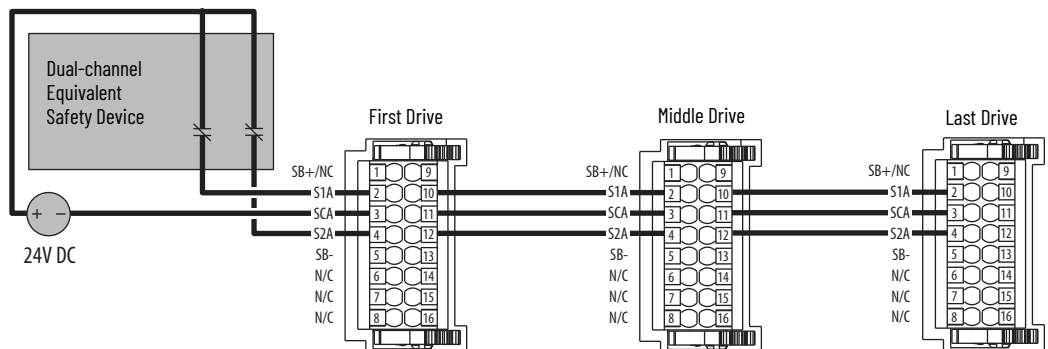 Dual-channel
Equivalent
Safety Device
+ -
24V DC
First Drive
SB+/NC 1 9
S1A 2 10
SCA 3 11
S2A 4 12
SB- 5 13
N/C 6 14
N/C 7 15
N/C 8 16
Middle Drive
SB+/NC 1 9
S1A 2 10
SCA 3 11
S2A 4 12
SB- 5 13
N/C 6 14
N/C 7 15
N/C 8 16
Last Drive
SB+/NC 1 9
S1A 2 10
SCA 3 11
S2A 4 12
SB- 5 13
N/C 6 14
N/C 7 15
N/C 8 16